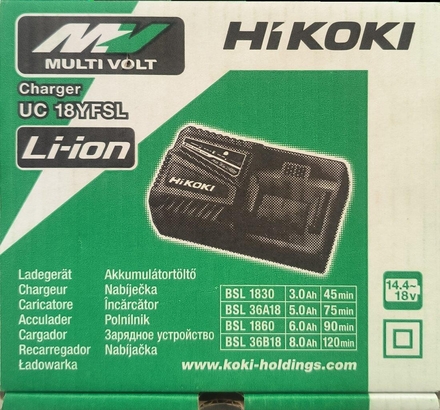 MV
MULTI VOLT
HiKOKI
Charger
UC 18YFSL
Li-ion
HiKOKI
Ladegerät
Chargeur
Caricatore
Acculader
Cargador
Recarregador
Ładowarka
Akkumulátortöltő
Nabíječka
Încărcător
Polnilnik
Зарядное устройство
Nabíjačka
BSL 1830 3.0Ah 45min
BSL 36A18 5.0Ah 75min
BSL 1860 6.0Ah 90min
BSL 36B18 8.0Ah 120min
14.4~
18v
www.koki-holdings.com